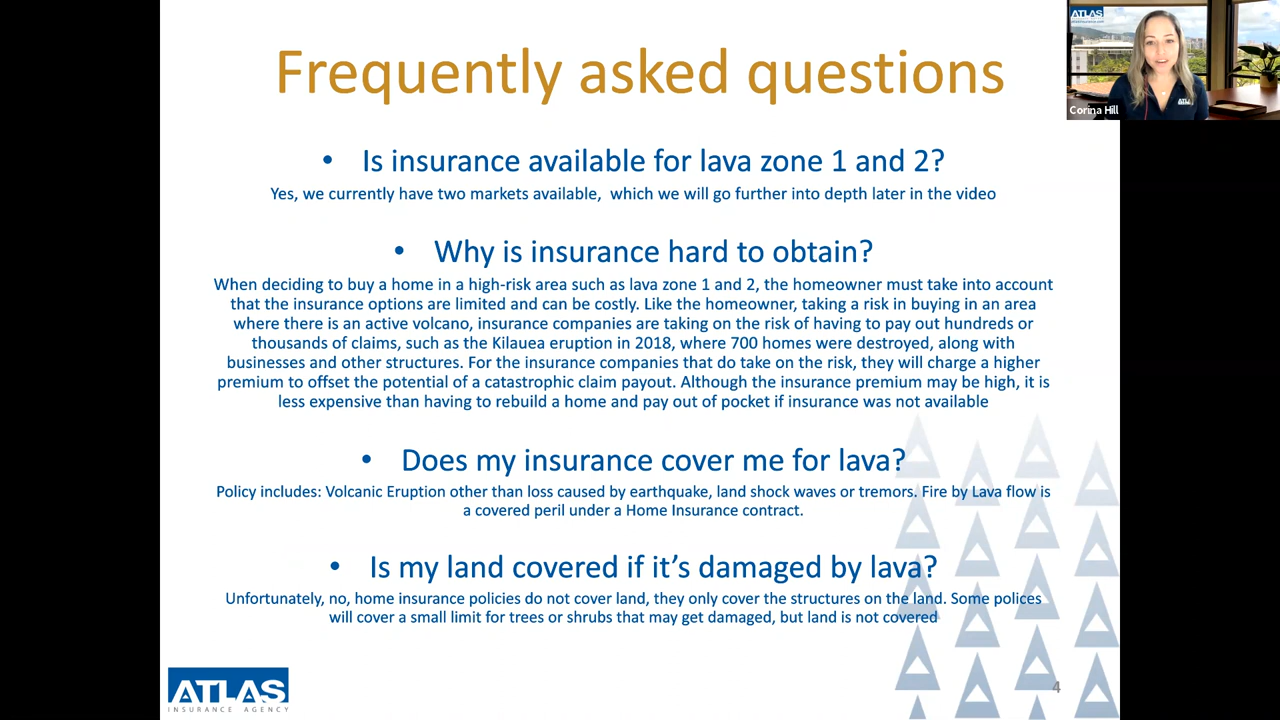 Frequently asked questions
• Is insurance available for lava zone 1 and 2?
Yes, we currently have two markets available, which we will go further into depth later in the video
• Why is insurance hard to obtain?
When deciding to buy a home in a high-risk area such as lava zone 1 and 2, the homeowner must take into account
that the insurance options are limited and can be costly. Like the homeowner, taking a risk in buying in an area
where there is an active volcano, insurance companies are taking on the risk of having to pay out hundreds or
thousands of claims, such as the Kilauea eruption in 2018, where 700 homes were destroyed, along with
businesses and other structures. For the insurance companies that do take on the risk, they will charge a higher
premium to offset the potential of a catastrophic claim payout. Although the insurance premium may be high, it is
less expensive than having to rebuild a home and pay out of pocket if insurance was not available
• Does my insurance cover me for lava?
Policy includes: Volcanic Eruption other than loss caused by earthquake, land shock waves or tremors. Fire by Lava flow is
a covered peril under a Home Insurance contract.
• Is my land covered if it's damaged by lava?
Unfortunately, no, home insurance policies do not cover land, they only cover the structures on the land. Some polices
will cover a small limit for trees or shrubs that may get damaged, but land is not covered
ATLAS
INSURANCE AGENCY
4
ATLAS
Corina Hill
ATLAS